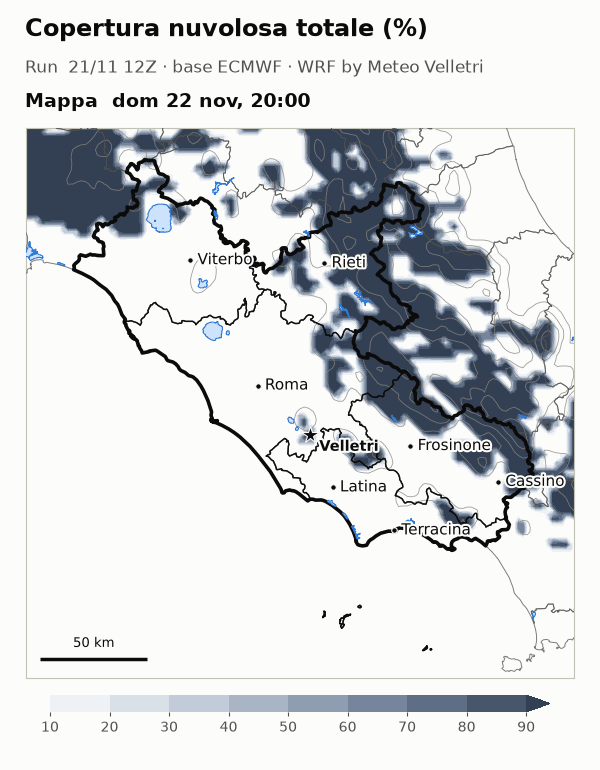 Copertura nuvolosa totale (%)
Run 21/11 12Z · base ECMWF · WRF by Meteo Velletri
Mappa dom 22 nov, 20:00
Viterbo
Rieti
Roma
Velletri
Frosinone
Cassino
Latina
Terracina
50 km
10 20 30 40 50 60 70 80 90